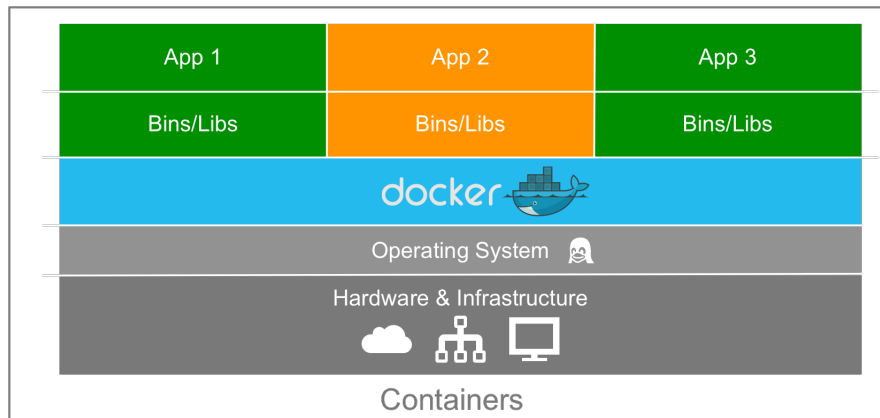 App 1 App 2 App 3
Bins/Libs Bins/Libs Bins/Libs
docker
Operating System
Hardware & Infrastructure
Containers